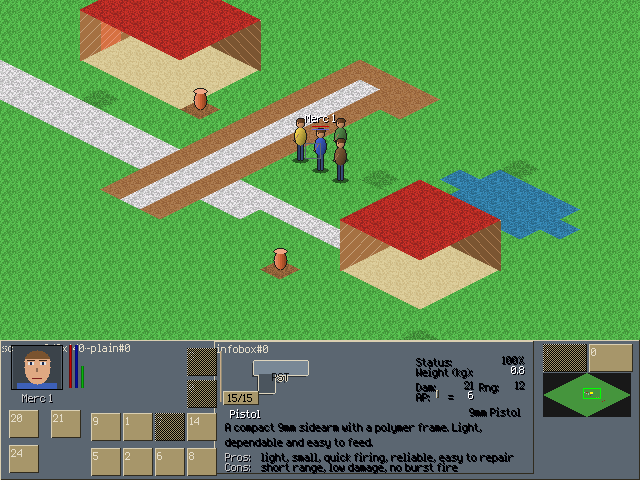 Merc 1
infobox#0
0
Status: 100%
Weight (kg): 0.8
PST
Dam: 21 Rng: 12
15/15
AP: = 6
Merc 1
Pistol
9mm Pistol
20
21
9
1
14
A compact 9mm sidearm with a polymer frame. Light,
dependable and easy to feed.
24
5
2
6
8
Pros: light, small, quick firing, reliable, easy to repair
Cons: short range, low damage, no burst fire